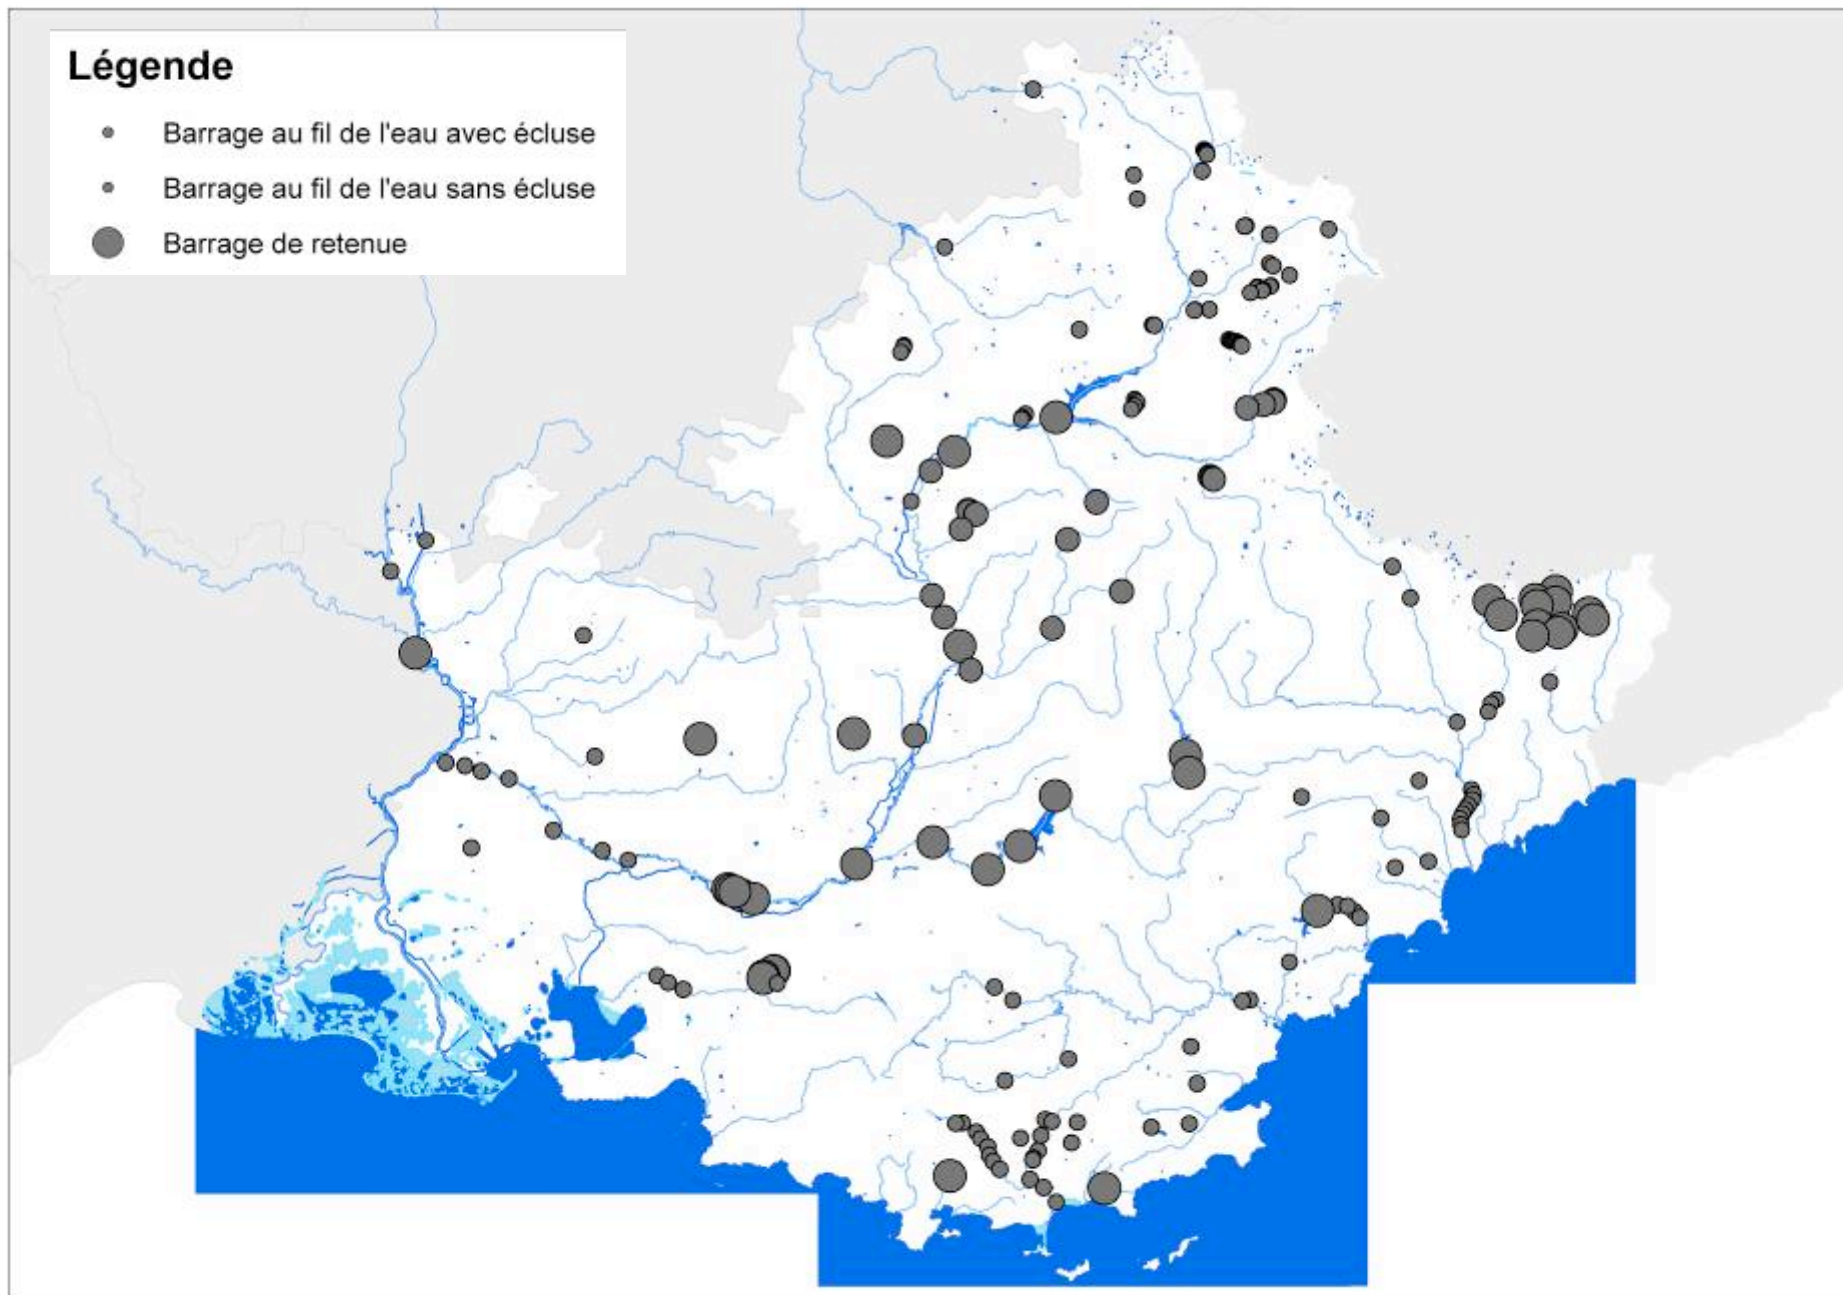 Légende
Barrage au fil de l'eau avec écluse
Barrage au fil de l'eau sans écluse
Barrage de retenue